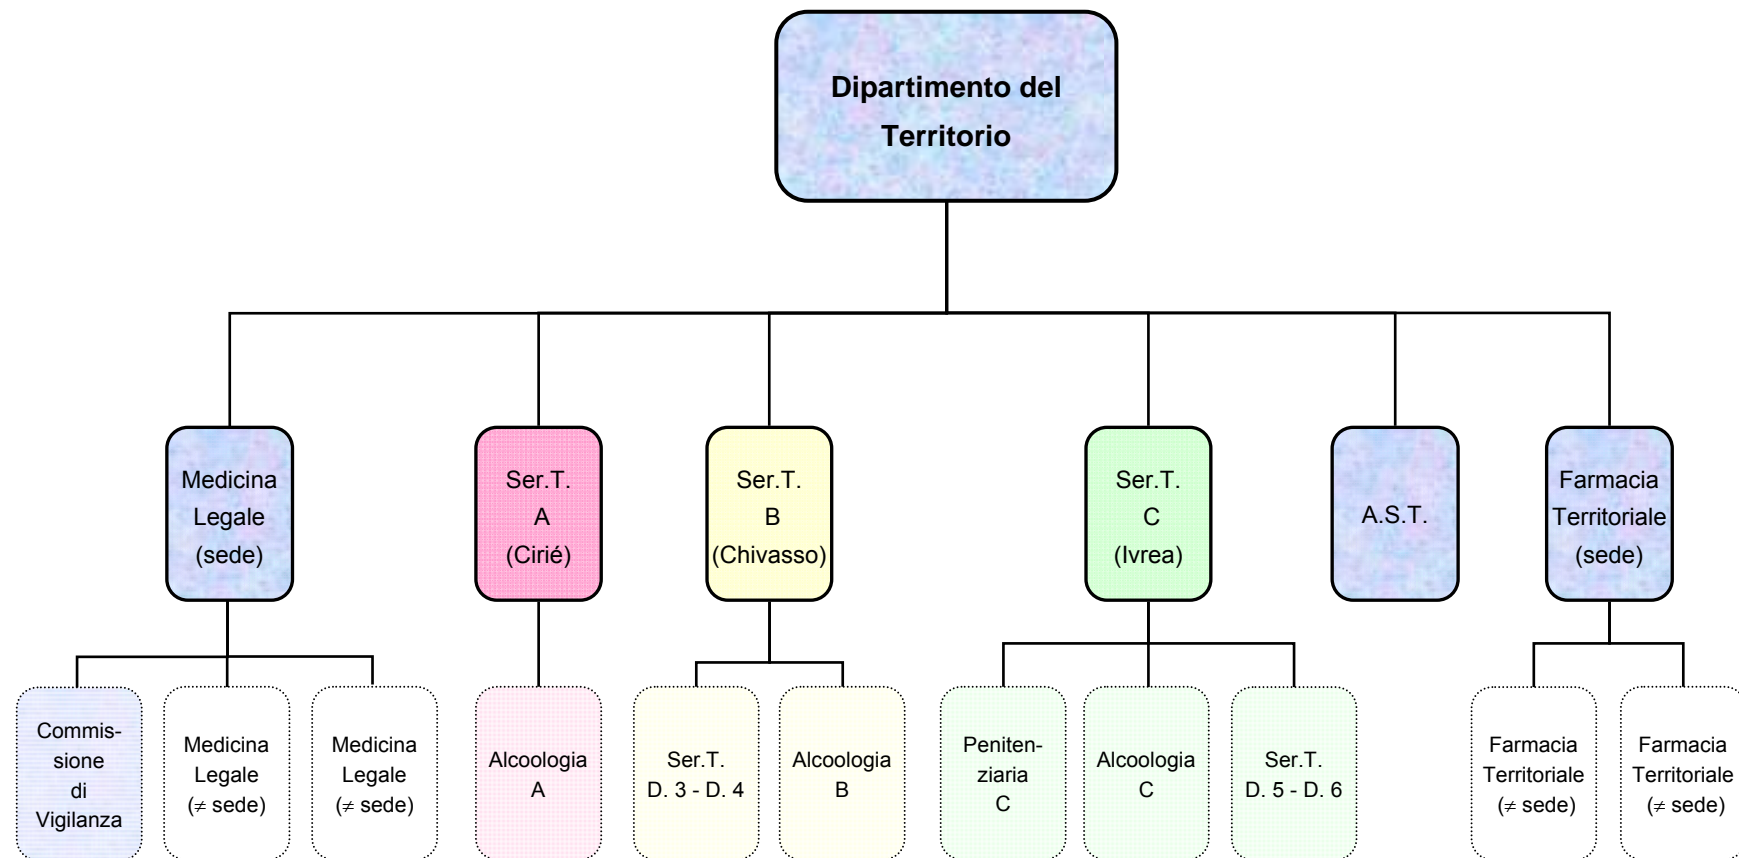 Dipartimento del
Territorio
Medicina
Legale
(sede)
Ser.T.
A
(Cirié)
Ser.T.
B
(Chivasso)
Ser.T.
C
(Ivrea)
A.S.T.
Farmacia
Territoriale
(sede)
Commis-
sione
di
Vigilanza
Medicina
Legale
(≠ sede)
Medicina
Legale
(≠ sede)
Alcoologia
A
Ser.T.
D. 3 - D. 4
Alcoologia
B
Peniten-
ziaria
C
Alcoologia
C
Ser.T.
D. 5 - D. 6
Farmacia
Territoriale
(≠ sede)
Farmacia
Territoriale
(≠ sede)